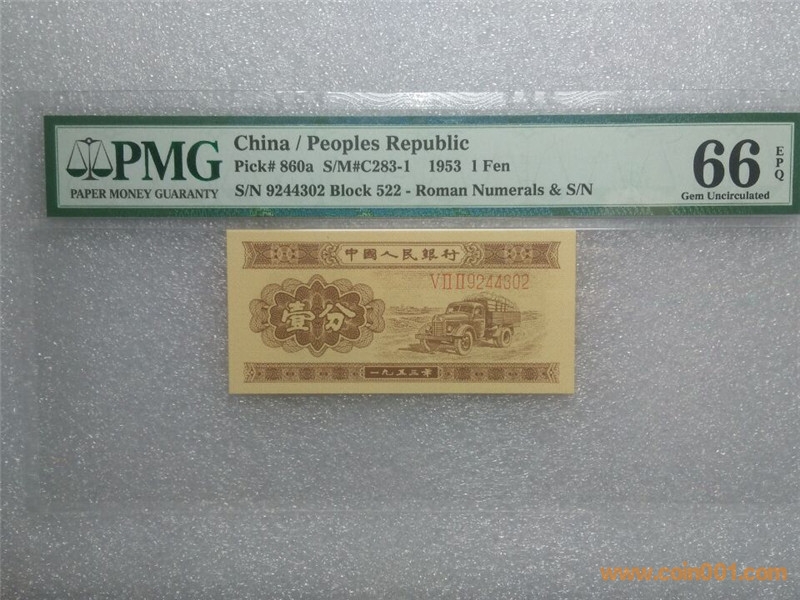 PMG
PAPER MONEY GUARANTY
China / Peoples Republic
Pick# 860a S/M#C283-1 1953 1 Fen
S/N 9244302 Block 522 - Roman Numerals & S/N
66
EPQ
Gem Uncirculated
中國人民銀行
V II II 9244302
壹分
一九五三年
www.coin001.com